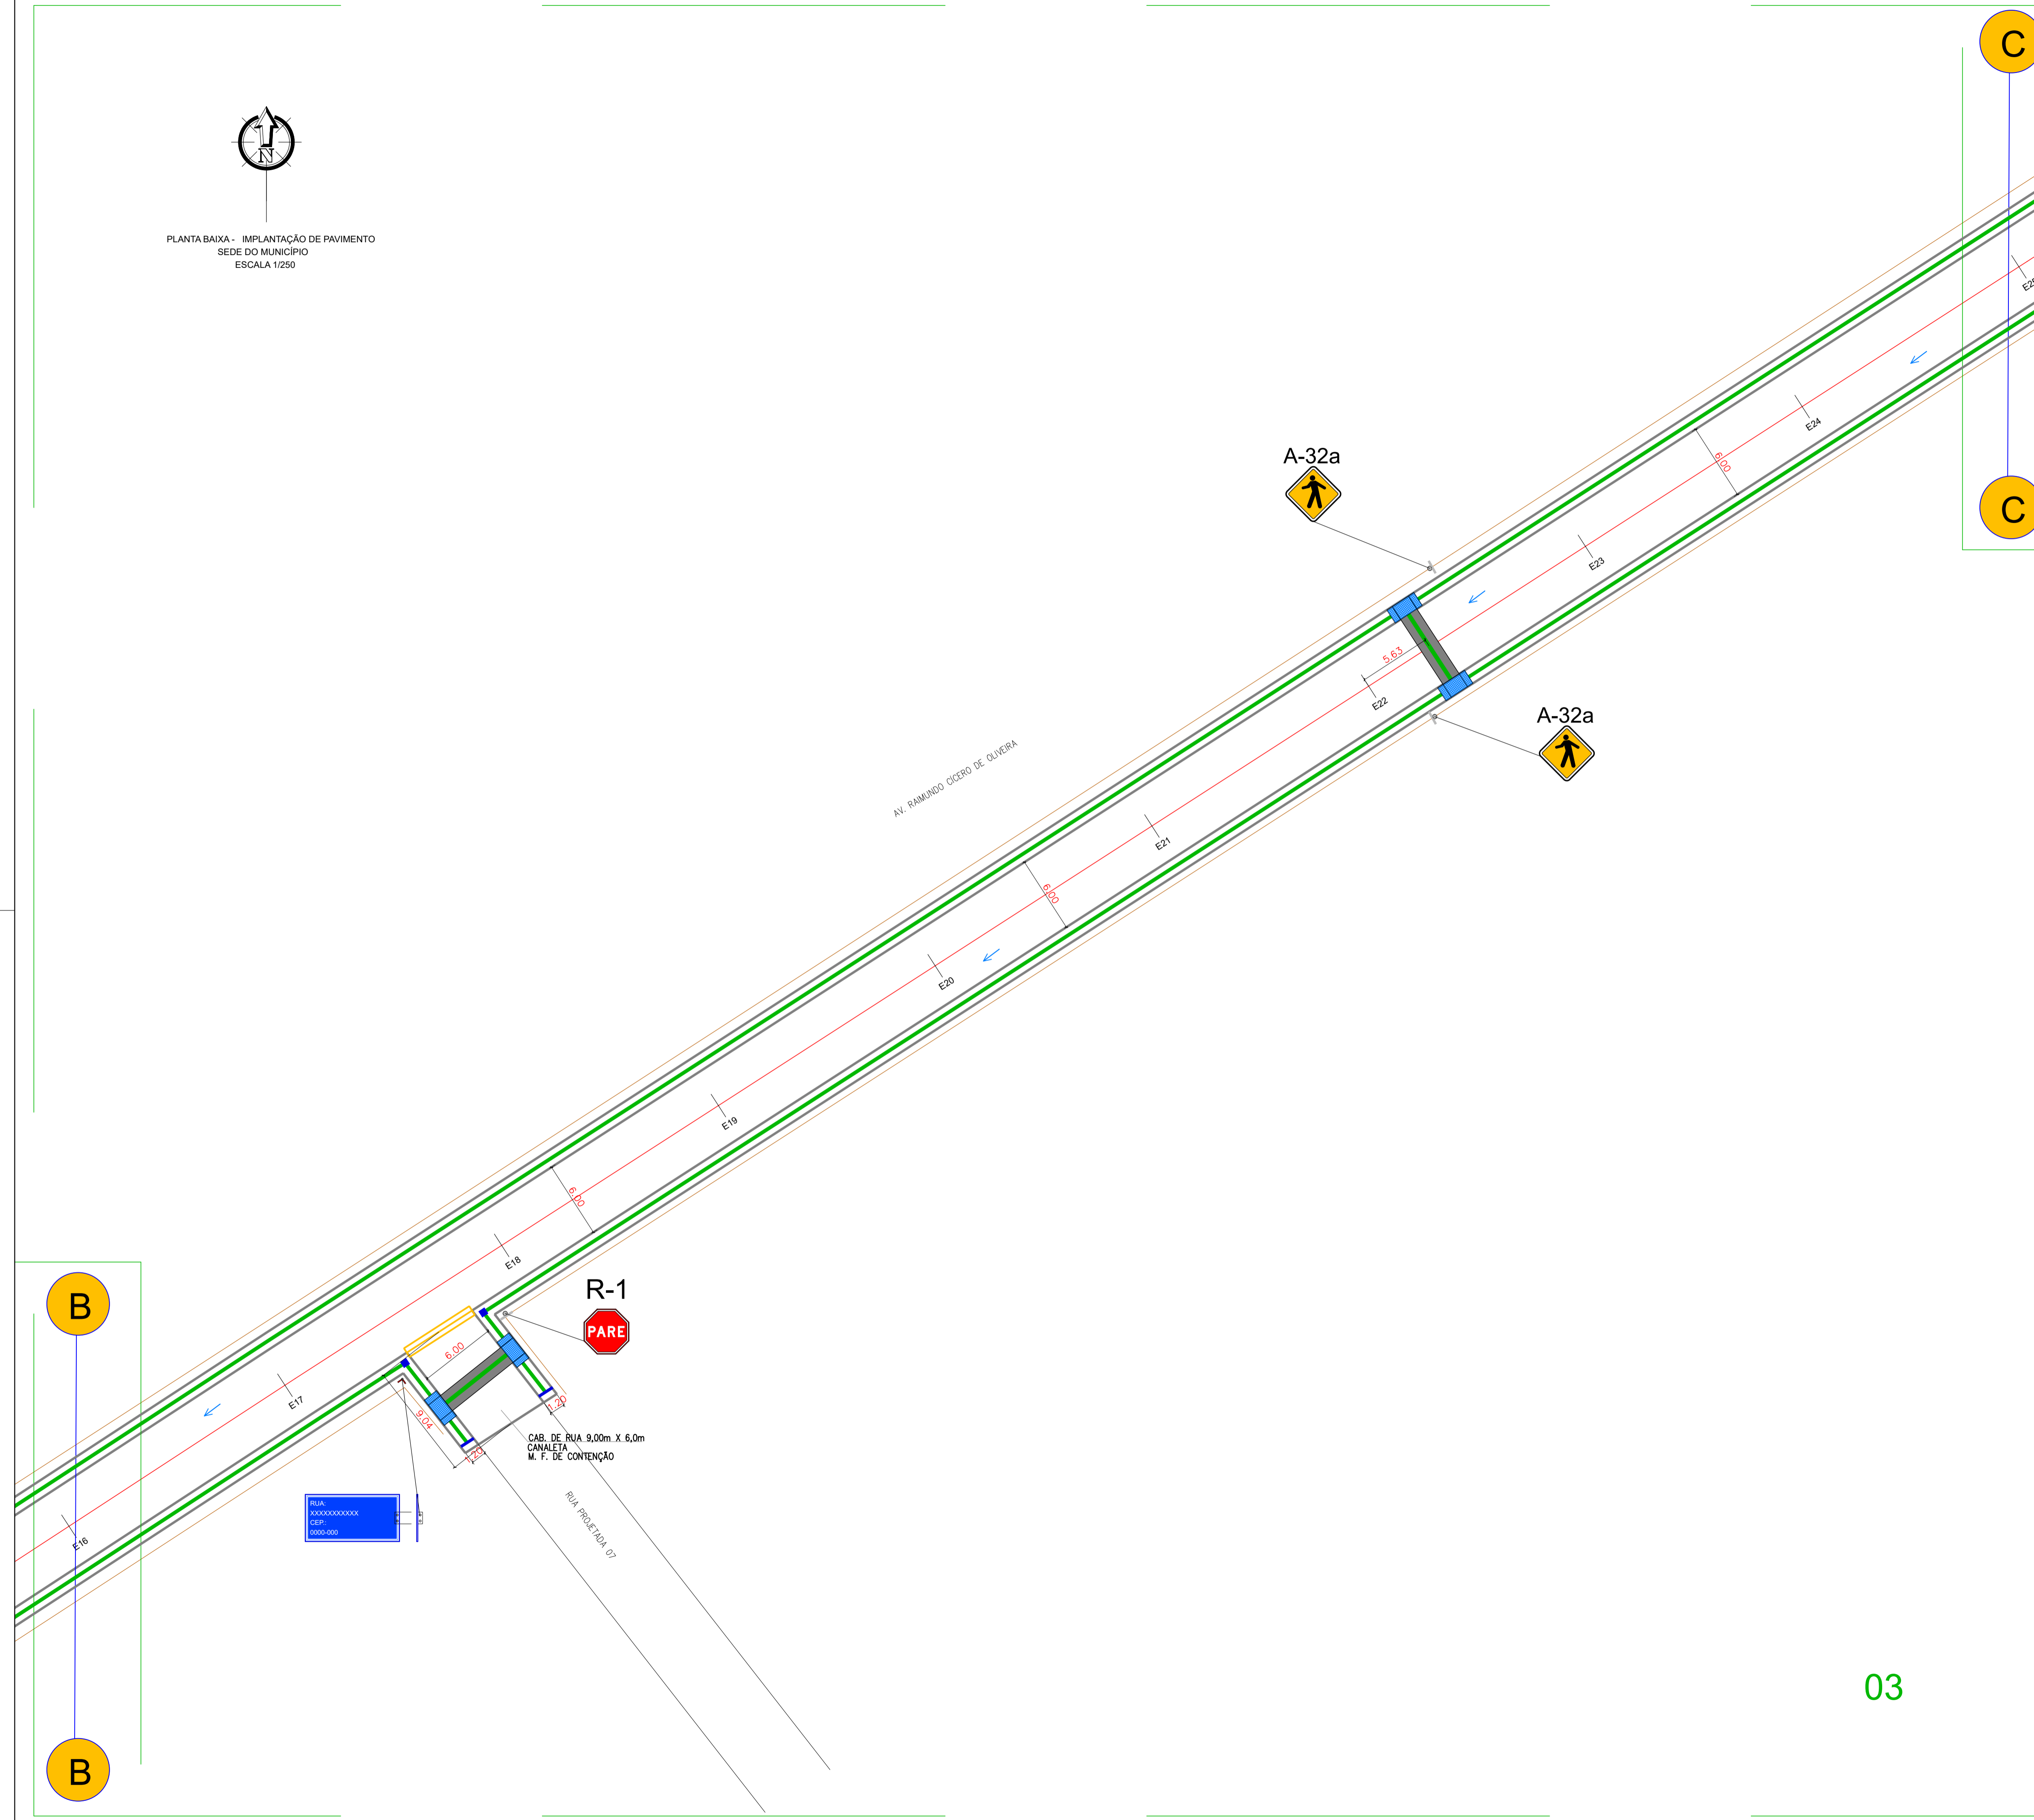 C
N
PLANTA BAIXA - IMPLANTAÇÃO DE PAVIMENTO
SEDE DO MUNICÍPIO
ESCALA 1/250
E24
A-32a
6.00
C
E23
5.63
E22
A-32a
AV. RAIMUNDO CÍCERO DE OLIVEIRA
E21
6.00
E20
E19
6.00
E18
R-1
B
PARE
6.00
E17
9.04
1.20
CAB. DE RUA 9,00m X 6,0m
CANALETA
M. F. DE CONTENÇÃO
1.20
RUA:
XXXXXXXXXXX
CEP.:
0000-000
RUA PROJETADA 07
E16
03
B